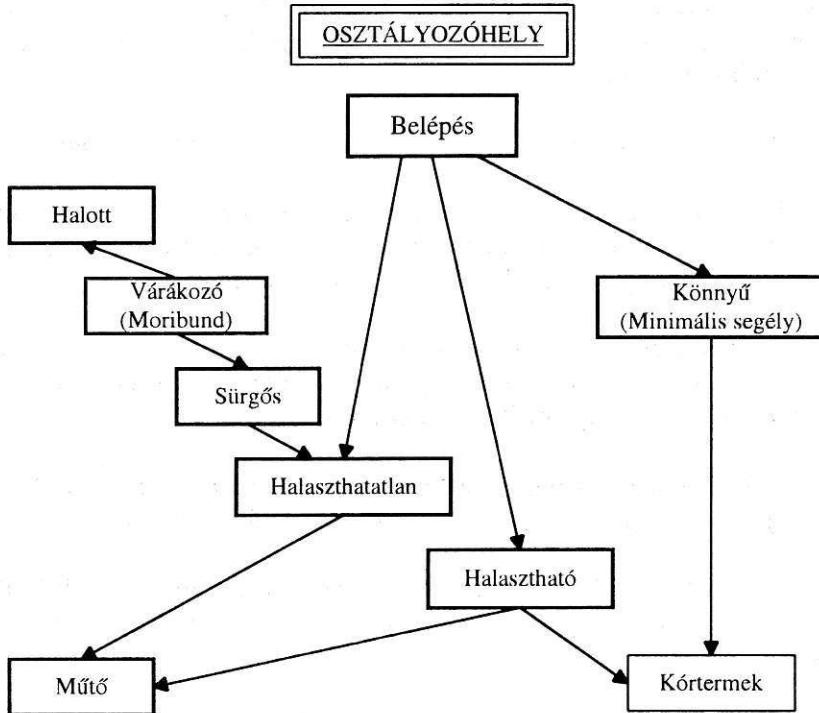 OSZTÁLYOZÓHELY
Belépés
Halott
Várákozó
(Moribund)
Könnyű
(Minimális segély)
Sürgős
Halaszthatatlan
Halasztható
Műtő
Kórtermek